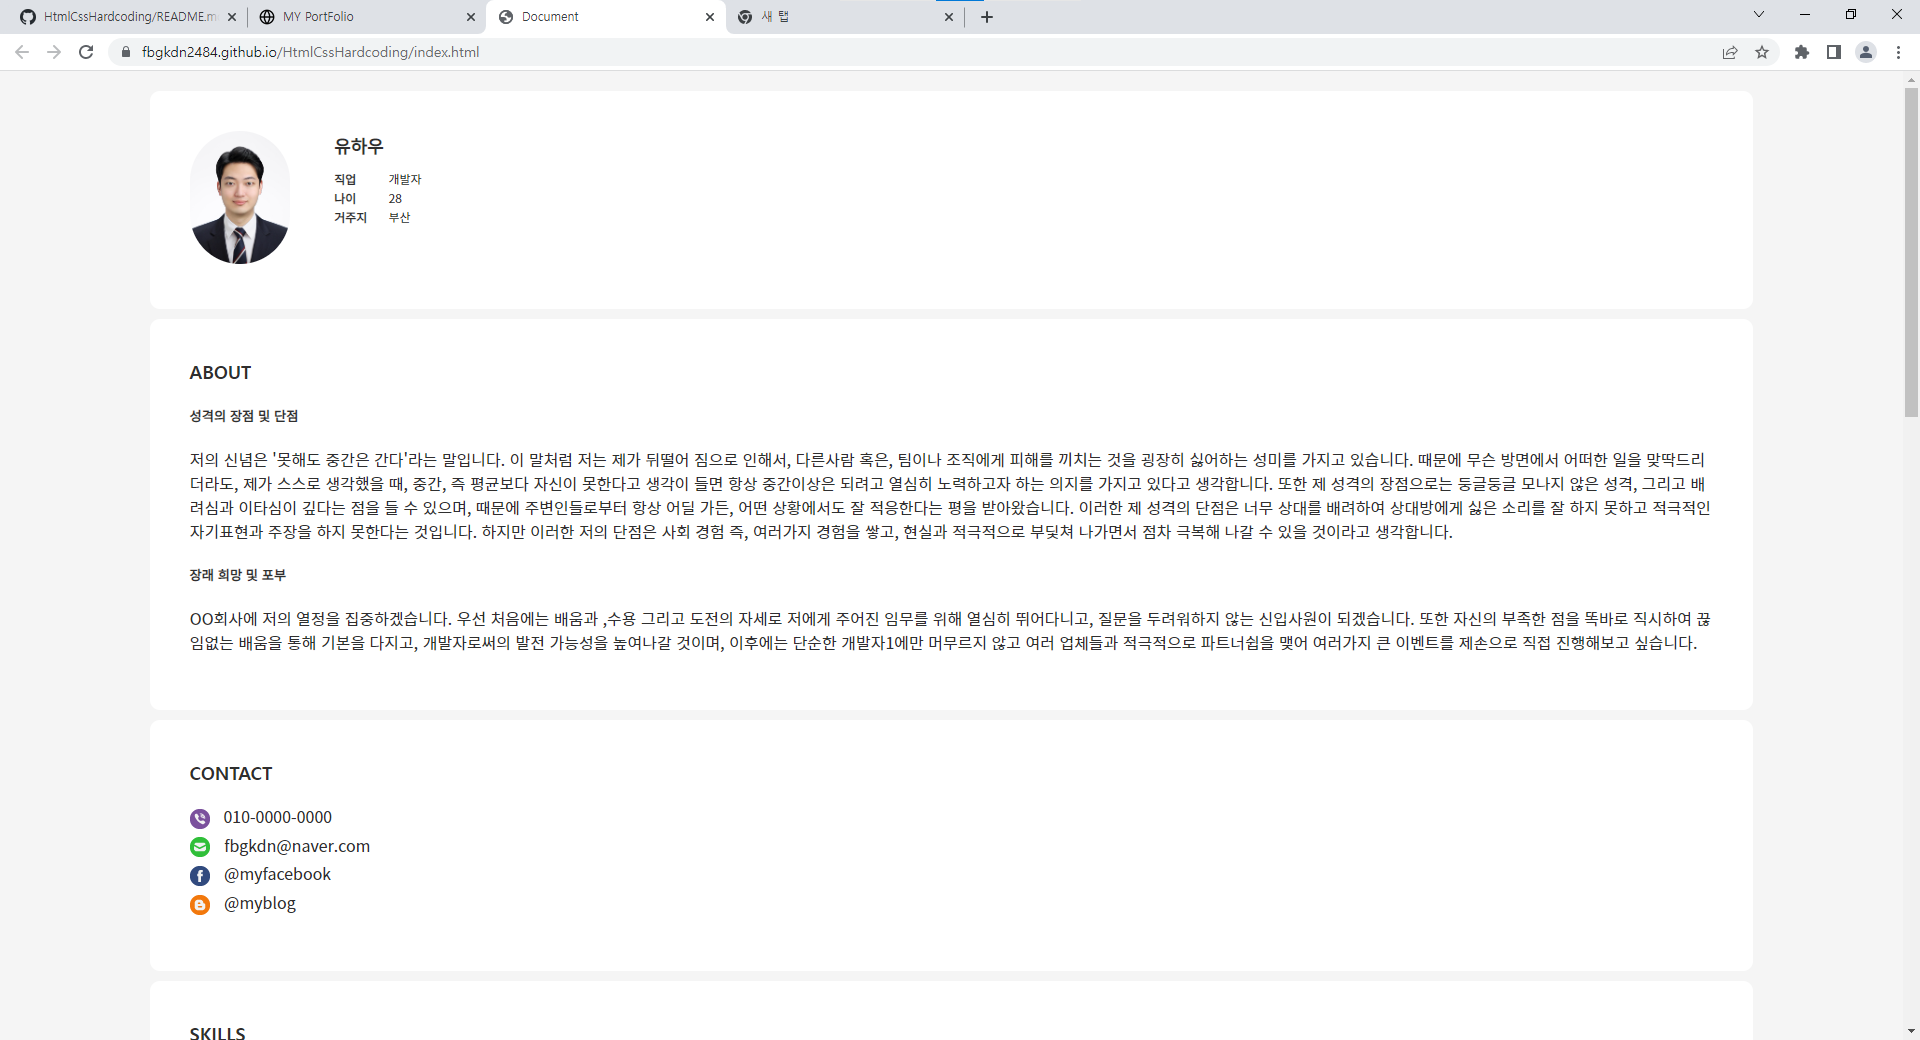 HtmlCssHardcoding/README.m
MY PortFolio
Document
새 탭
fbgkdn2484.github.io/HtmlCssHardcoding/index.html
유하우
직업 개발자
나이 28
거주지 부산
ABOUT
성격의 장점 및 단점
저의 신념은 '못해도 중간은 간다'라는 말입니다. 이 말처럼 저는 제가 뒤떨어 짐으로 인해서, 다른사람 혹은, 팀이나 조직에게 피해를 끼치는 것을 굉장히 싫어하는 성미를 가지고 있습니다. 때문에 무슨 방면에서 어떠한 일을 맞딱드리
더라도, 제가 스스로 생각했을 때, 중간, 즉 평균보다 자신이 못한다고 생각이 들면 항상 중간이상은 되려고 열심히 노력하고자 하는 의지를 가지고 있다고 생각합니다. 또한 제 성격의 장점으로는 둥글둥글 모나지 않은 성격, 그리고 배
려심과 이타심이 깊다는 점을 들 수 있으며, 때문에 주변인들로부터 항상 어딜 가든, 어떤 상황에서도 잘 적응한다는 평을 받아왔습니다. 이러한 제 성격의 단점은 너무 상대를 배려하여 상대방에게 싫은 소리를 잘 하지 못하고 적극적인
자기표현과 주장을 하지 못한다는 것입니다. 하지만 이러한 저의 단점은 사회 경험 즉, 여러가지 경험을 쌓고, 현실과 적극적으로 부딫쳐 나가면서 점차 극복해 나갈 수 있을 것이라고 생각합니다.
장래 희망 및 포부
OO회사에 저의 열정을 집중하겠습니다. 우선 처음에는 배움과 ,수용 그리고 도전의 자세로 저에게 주어진 임무를 위해 열심히 뛰어다니고, 질문을 두려워하지 않는 신입사원이 되겠습니다. 또한 자신의 부족한 점을 똑바로 직시하여 끊
임없는 배움을 통해 기본을 다지고, 개발자로써의 발전 가능성을 높여나갈 것이며, 이후에는 단순한 개발자1에만 머무르지 않고 여러 업체들과 적극적으로 파트너쉽을 맺어 여러가지 큰 이벤트를 제손으로 직접 진행해보고 싶습니다.
CONTACT
010-0000-0000
fbgkdn@naver.com
@myfacebook
@myblog
SKILLS